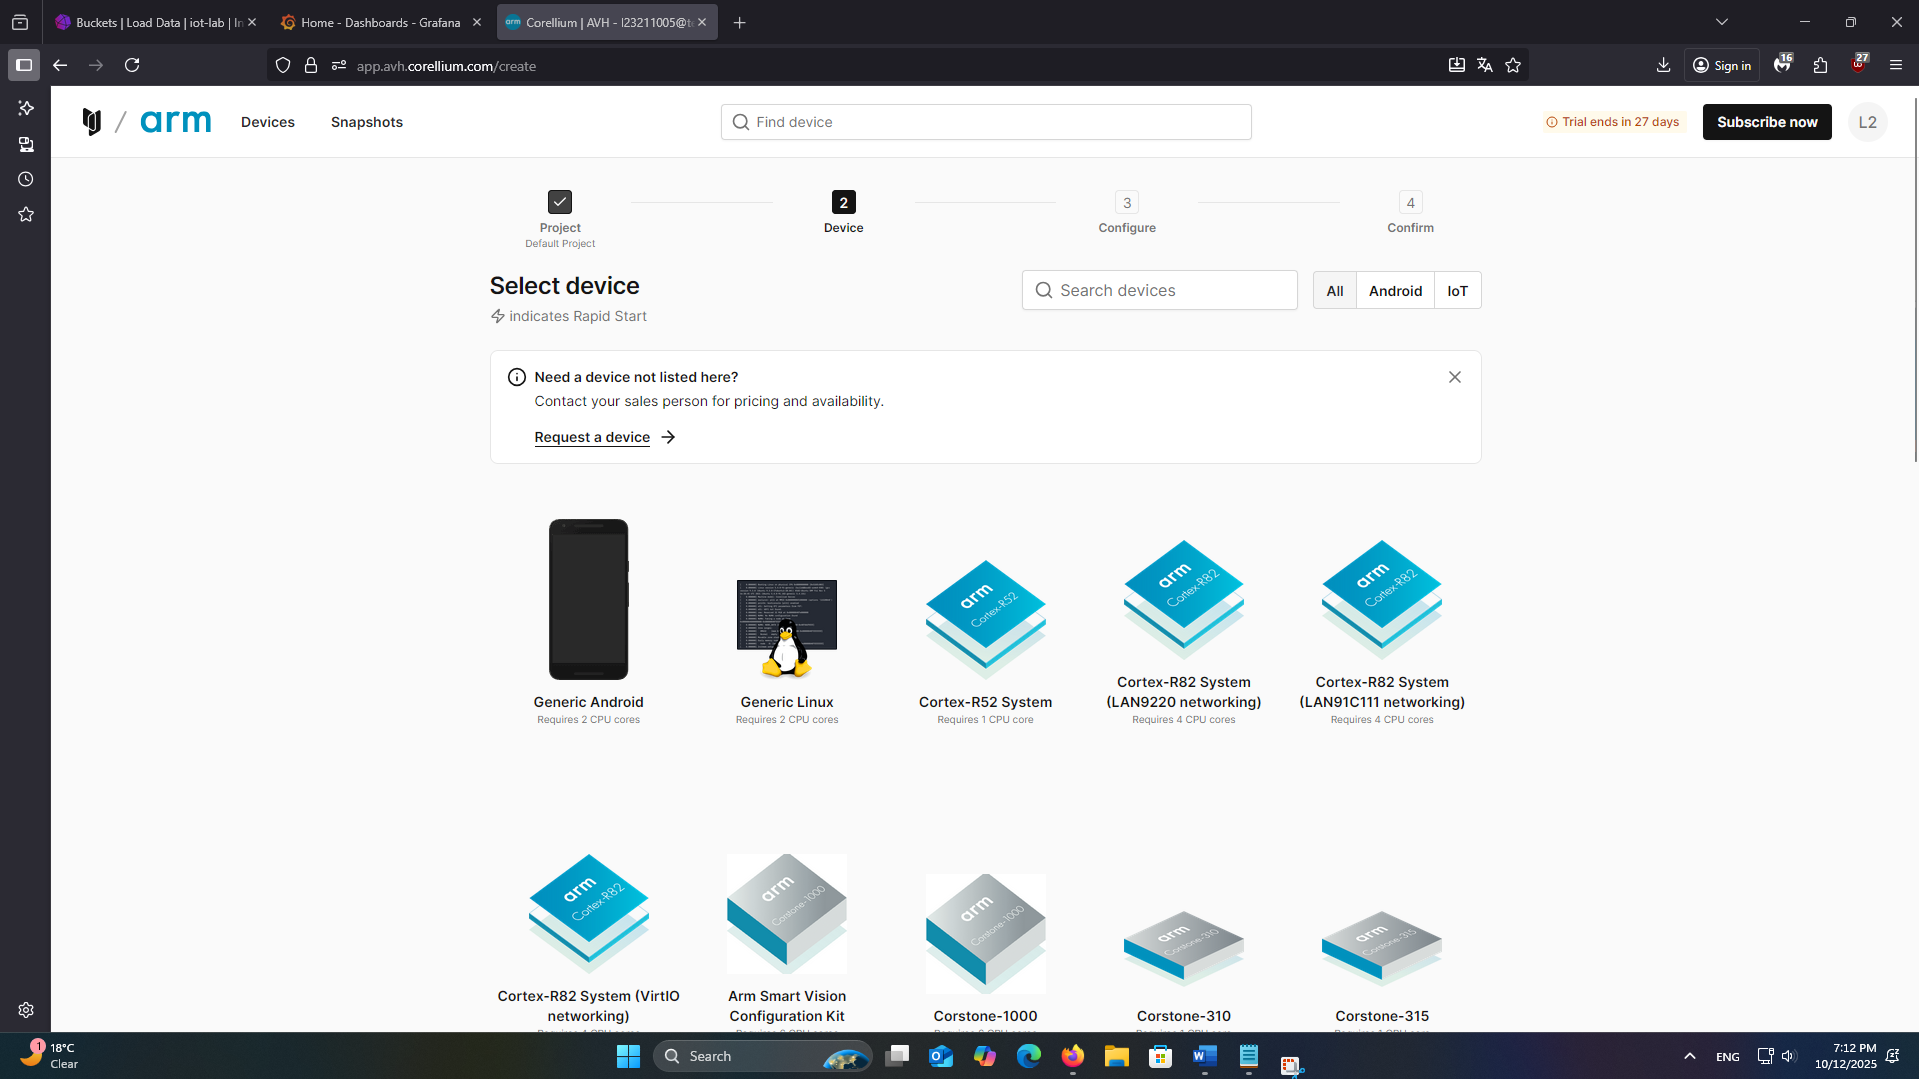 Buckets | Load Data | iot-lab | In
Home - Dashboards - Grafana
Corellium | AVH - l23211005@t
app.avh.corellium.com/create
Sign in
16
27
arm
Devices
Snapshots
Find device
Trial ends in 27 days
Subscribe now
L2
Project
Default Project
2
Device
3
Configure
4
Confirm
Select device
indicates Rapid Start
Search devices
All
Android
IoT
Need a device not listed here?
Contact your sales person for pricing and availability.
Request a device
arm
Cortex-R52
arm
Cortex-R82
arm
Cortex-R82
Generic Android
Requires 2 CPU cores
Generic Linux
Requires 2 CPU cores
Cortex-R52 System
Requires 1 CPU core
Cortex-R82 System
(LAN9220 networking)
Requires 4 CPU cores
Cortex-R82 System
(LAN91C111 networking)
Requires 4 CPU cores
arm
Cortex-R82
arm
Corstone-1000
arm
Corstone-1000
arm
Corstone-310
arm
Corstone-315
Cortex-R82 System (VirtIO
networking)
Arm Smart Vision
Configuration Kit
Corstone-1000
Corstone-310
Corstone-315
1
18°C
Clear
Search
ENG
7:12 PM
10/12/2025